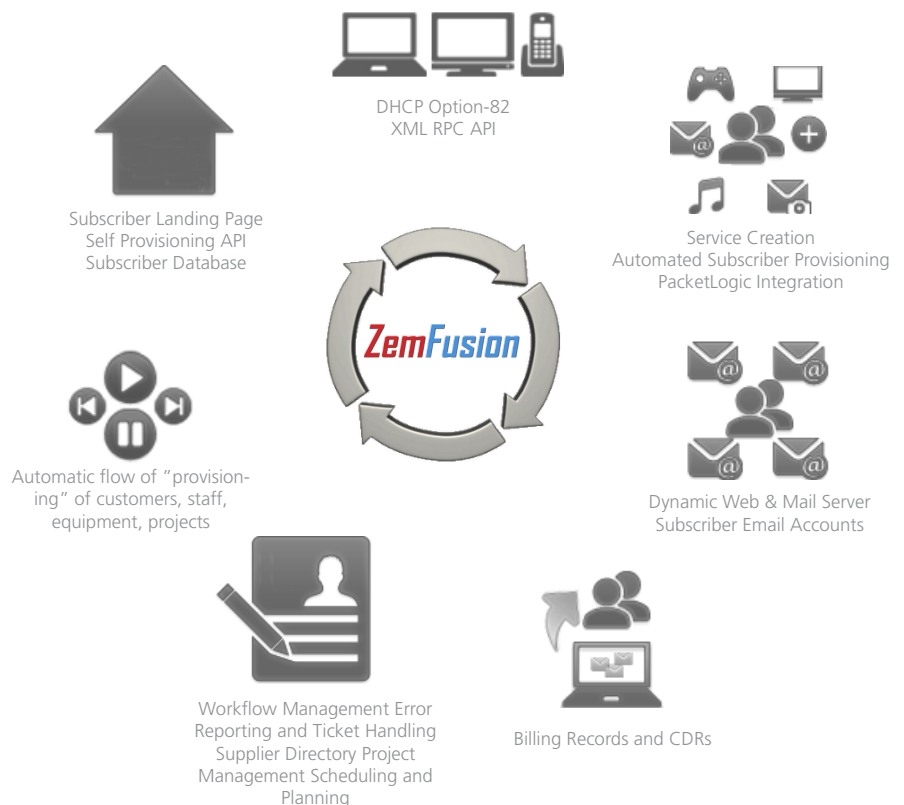 DHCP Option-82
XML RPC API
Subscriber Landing Page
Self Provisioning API
Subscriber Database
Service Creation
Automated Subscriber Provisioning
PacketLogic Integration
ZemFusion
Automatic flow of "provision-
ing" of customers, staff,
equipment, projects
@
@
@
@
@
Dynamic Web & Mail Server
Subscriber Email Accounts
Workflow Management Error
Reporting and Ticket Handling
Supplier Directory Project
Management Scheduling and
Planning
Billing Records and CDRs